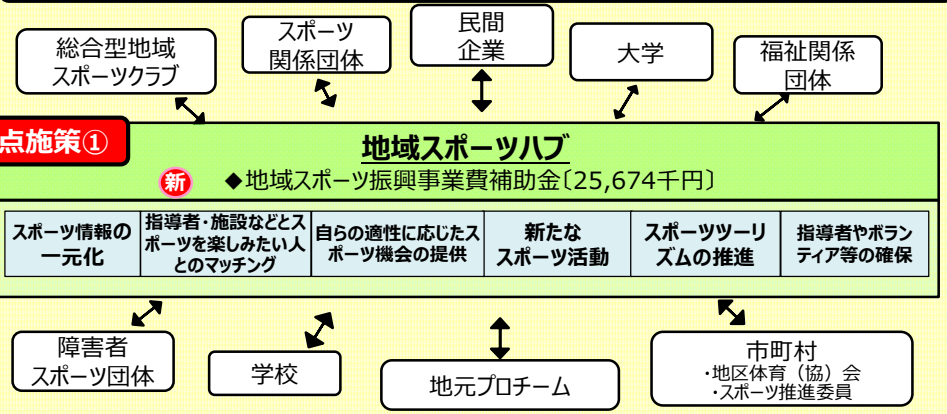 総合型地域
スポーツクラブ
スポーツ
関係団体
民間
企業
大学
福祉関係
団体
点施策①
地域スポーツハブ
新
◆地域スポーツ振興事業費補助金〔25,674千円〕
スポーツ情報の
一元化
指導者・施設などとス
ポーツを楽しみたい人
とのマッチング
自らの適性に応じたス
ポーツ機会の提供
新たな
スポーツ活動
スポーツツーリ
ズムの推進
指導者やボラン
ティア等の確保
障害者
スポーツ団体
学校
地元プロチーム
市町村
・地区体育（協）会
・スポーツ推進委員